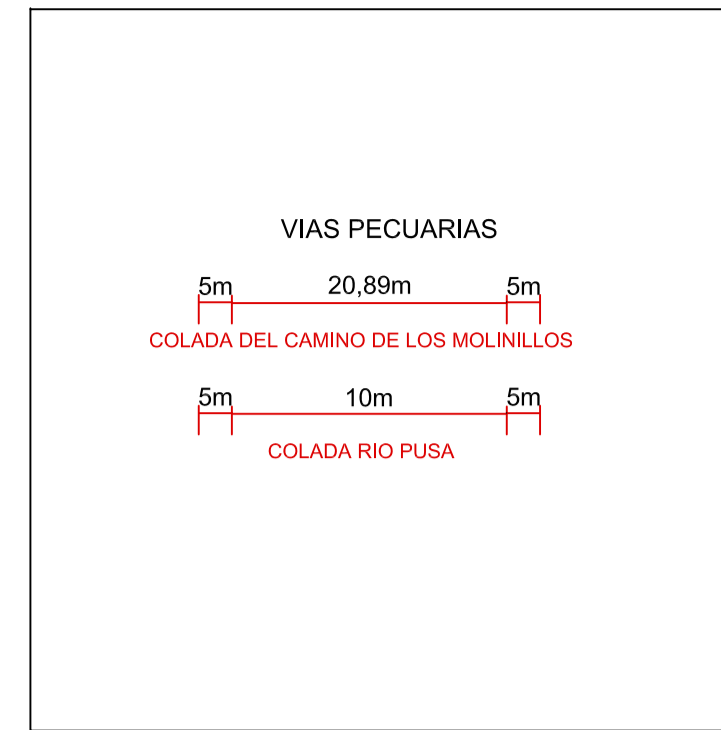 VIAS PECUARIAS
5m 20,89m 5m
COLADA DEL CAMINO DE LOS MOLINILLOS
5m 10m 5m
COLADA RIO PUSA